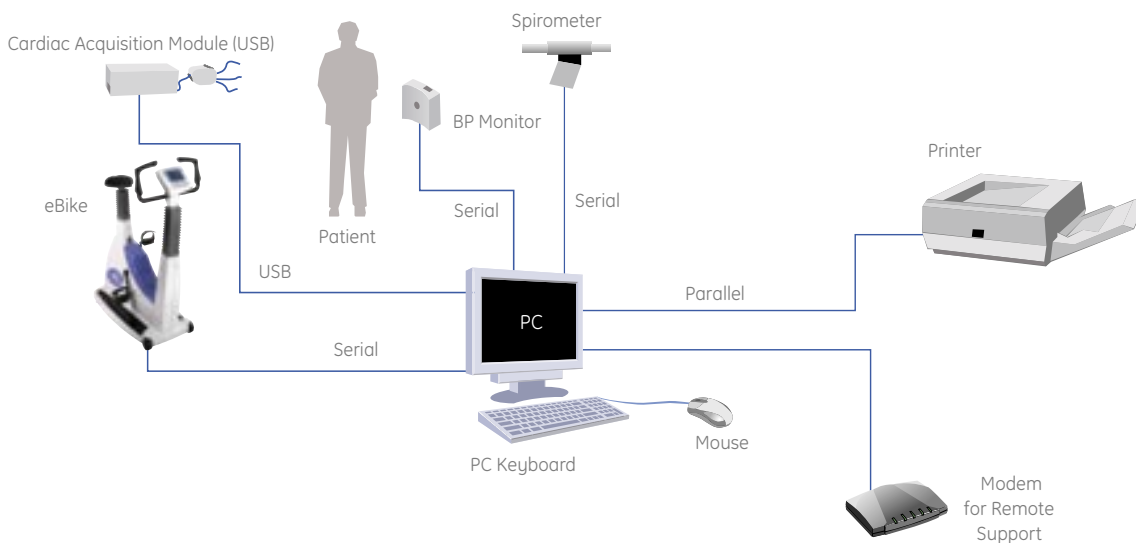 Spirometer
Cardiac Acquisition Module (USB)
BP Monitor
Printer
eBike
Serial
Serial
Patient
USB
Parallel
PC
Serial
Mouse
PC Keyboard
Modem
for Remote
Support